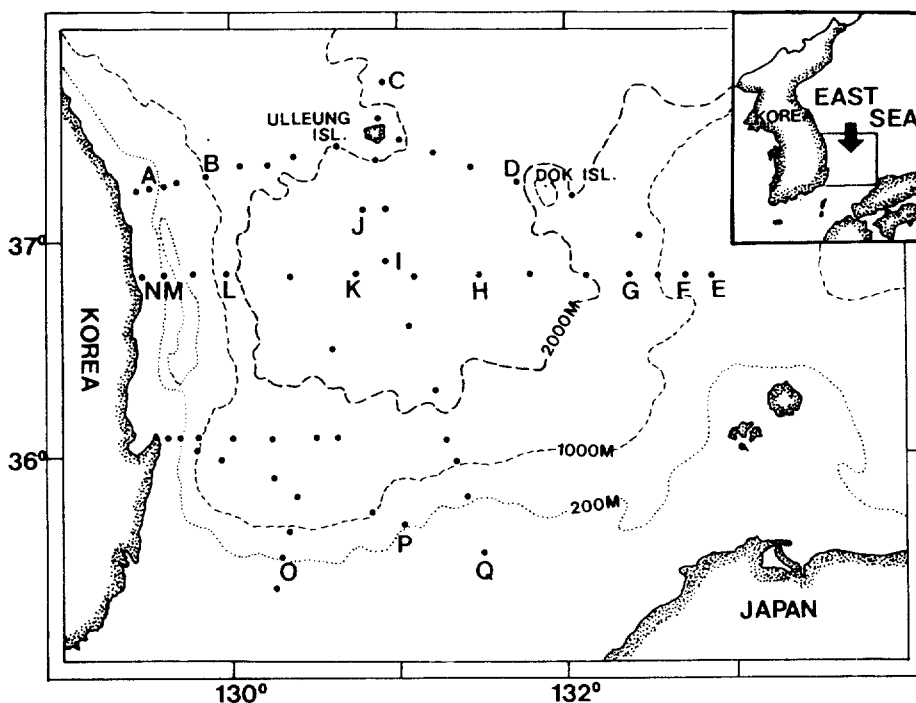 C
EAST
SEA
KOREA
ULLEUNG
ISL.
B
A
D
DOK ISL.
J
37°
I
N M
L
K
H
G
F
E
2000M
KOREA
36°
1000M
200M
P
O
Q
JAPAN
130°
132°